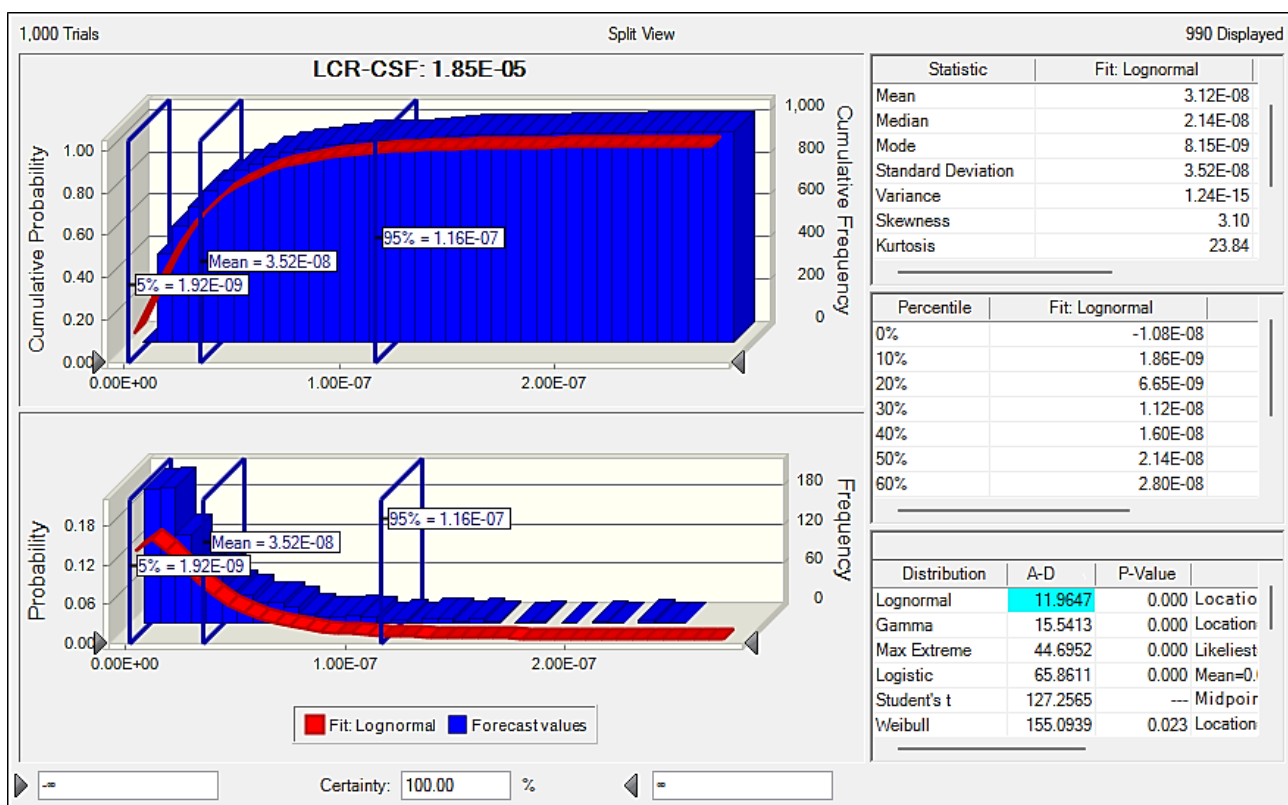 1,000 Trials Split View 990 Displayed
LCR-CSF: 1.85E-05
Cumulative Probability
1.00
0.80
0.60
0.40
0.20
0.00
1,000
800
600
400
200
0
Cumulative Frequency
95% = 1.16E-07
Mean = 3.52E-08
5% = 1.92E-09
0.00E+00 1.00E-07 2.00E-07
Probability
0.18
0.12
0.06
0.00
180
120
60
0
Frequency
95% = 1.16E-07
Mean = 3.52E-08
5% = 1.92E-09
0.00E+00 1.00E-07 2.00E-07
Fit: Lognormal Forecast values
-∞ Certainty: 100.00 % ∞
Statistic Fit: Lognormal
Mean 3.12E-08
Median 2.14E-08
Mode 8.15E-09
Standard Deviation 3.52E-08
Variance 1.24E-15
Skewness 3.10
Kurtosis 23.84
Percentile Fit: Lognormal
0% -1.08E-08
10% 1.86E-09
20% 6.65E-09
30% 1.12E-08
40% 1.60E-08
50% 2.14E-08
60% 2.80E-08
Distribution A-D P-Value
Lognormal 11.9647 0.000 Locatio
Gamma 15.5413 0.000 Location
Max Extreme 44.6952 0.000 Likeliest
Logistic 65.8611 0.000 Mean=0.
Student's t 127.2565 --- Midpoir
Weibull 155.0939 0.023 Location